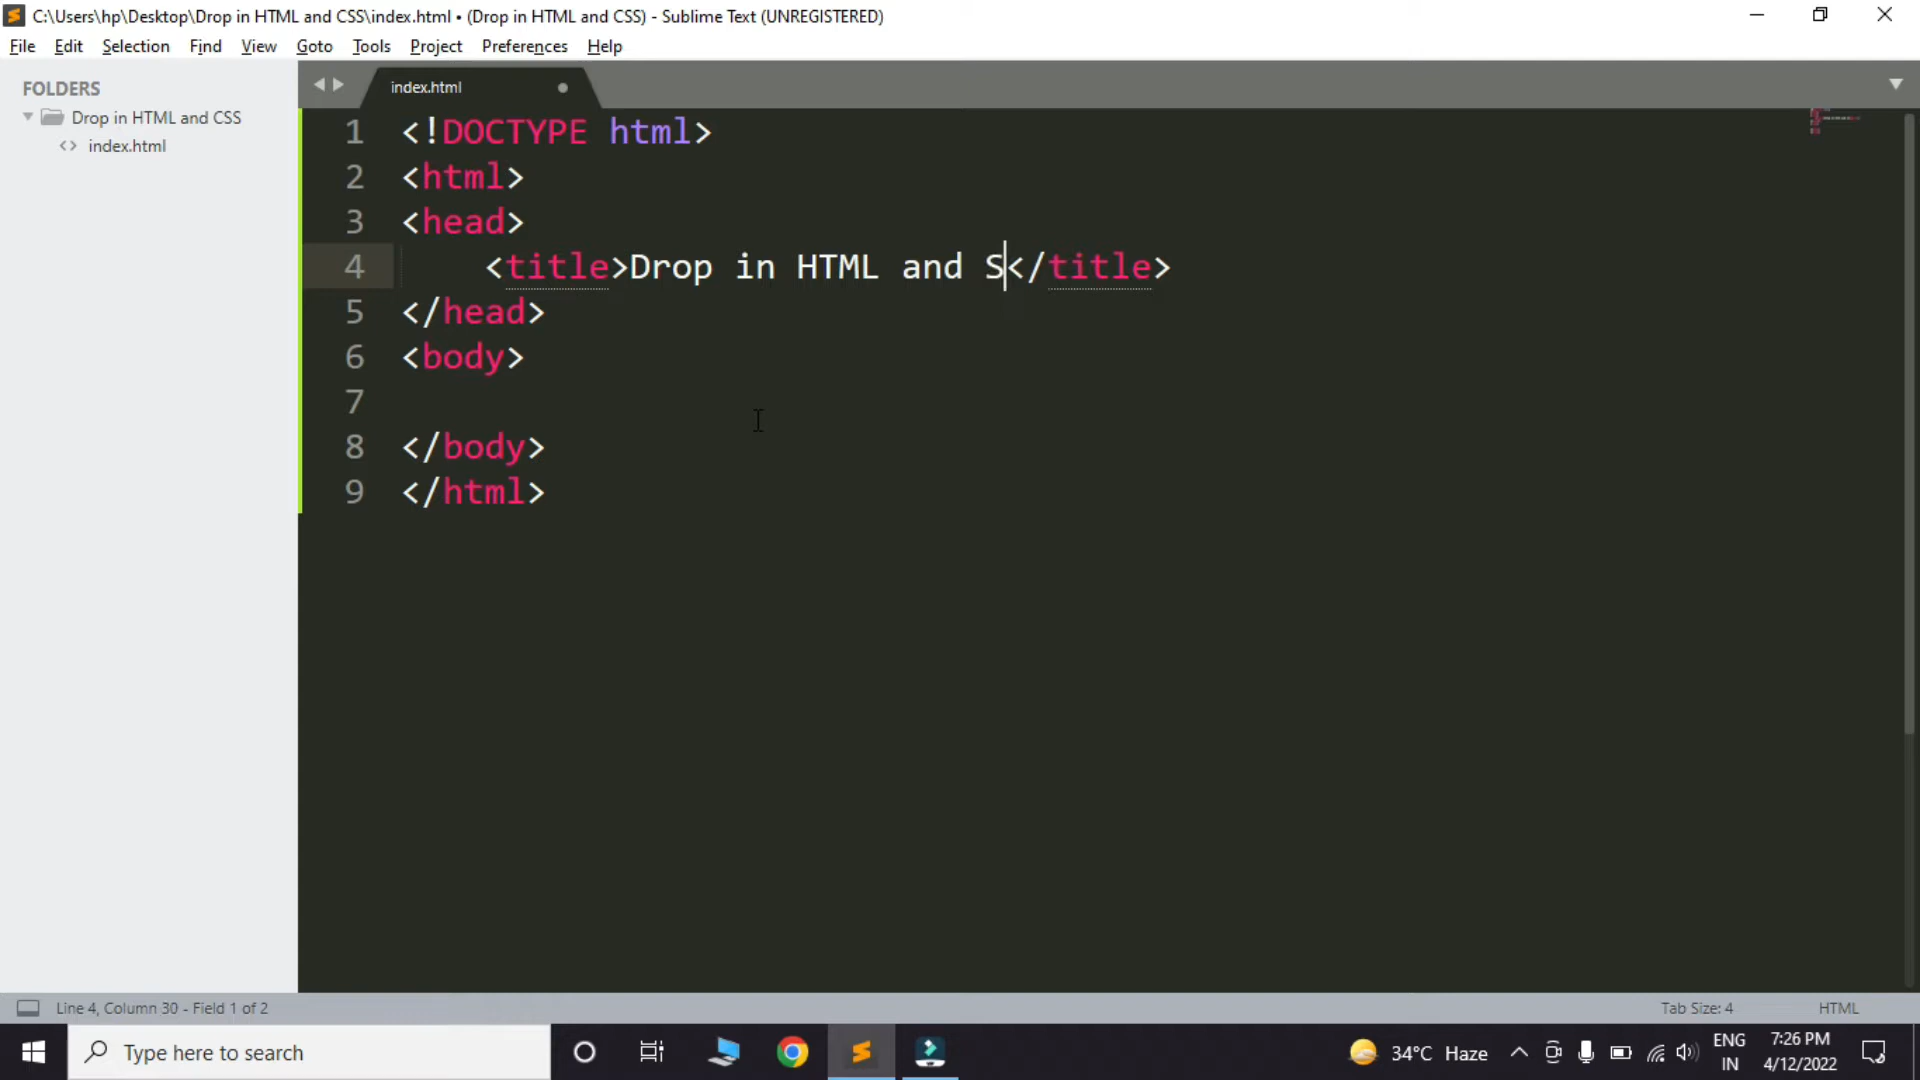 C:\Users\hp\Desktop\Drop in HTML and CSS\index.html • (Drop in HTML and CSS) - Sublime Text (UNREGISTERED)
File Edit Selection Find View Goto Tools Project Preferences Help
FOLDERS
Drop in HTML and CSS
<> index.html
index.html
1 <!DOCTYPE html>
2 <html>
3 <head>
4 <title>Drop in HTML and S</title>
5 </head>
6 <body>
7
8 </body>
9 </html>
Line 4, Column 30 - Field 1 of 2
Tab Size: 4
HTML
Type here to search
34°C Haze
ENG
IN
7:26 PM
4/12/2022